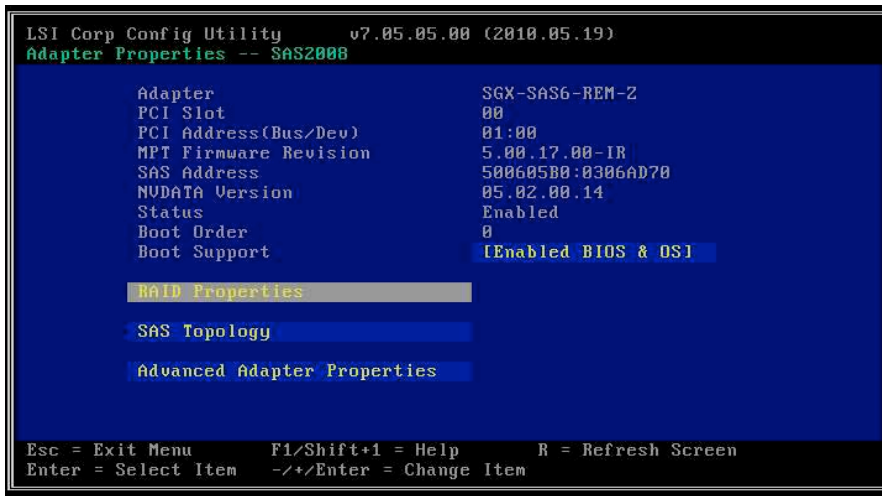 LSI Corp Config Utility v7.05.05.00 (2010.05.19)
Adapter Properties -- SAS2008
Adapter SGX-SAS6-REM-Z
PCI Slot 00
PCI Address(Bus/Dev) 01:00
MPT Firmware Revision 5.00.17.00-IR
SAS Address 500605B0:0306AD70
NVDATA Version 05.02.00.14
Status Enabled
Boot Order 0
Boot Support [Enabled BIOS & OS]
RAID Properties
SAS Topology
Advanced Adapter Properties
Esc = Exit Menu F1/Shift+1 = Help R = Refresh Screen
Enter = Select Item -/+/Enter = Change Item